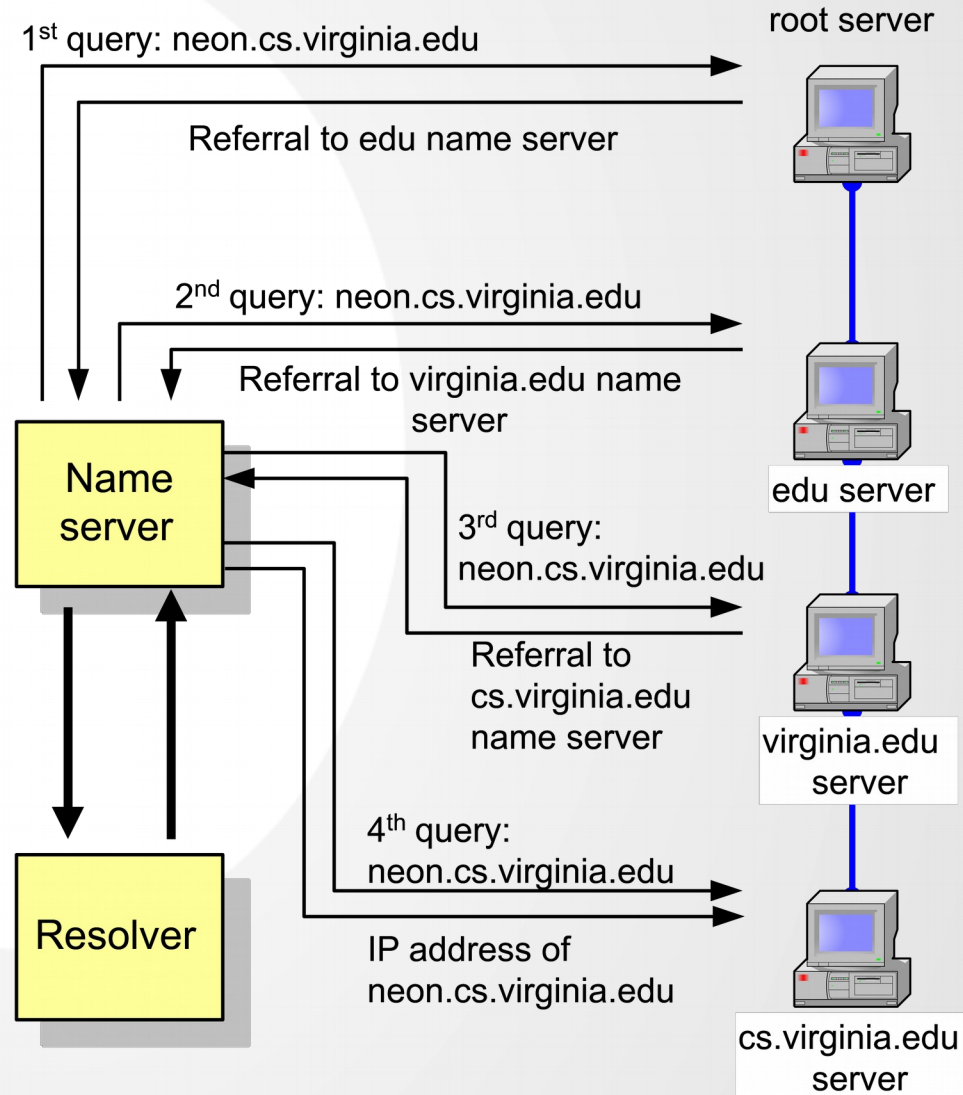 root server
1st query: neon.cs.virginia.edu
Referral to edu name server
2nd query: neon.cs.virginia.edu
Referral to virginia.edu name
server
Name
server
edu server
3rd query:
neon.cs.virginia.edu
Referral to
cs.virginia.edu
name server
virginia.edu
server
4th query:
neon.cs.virginia.edu
Resolver
IP address of
neon.cs.virginia.edu
cs.virginia.edu
server